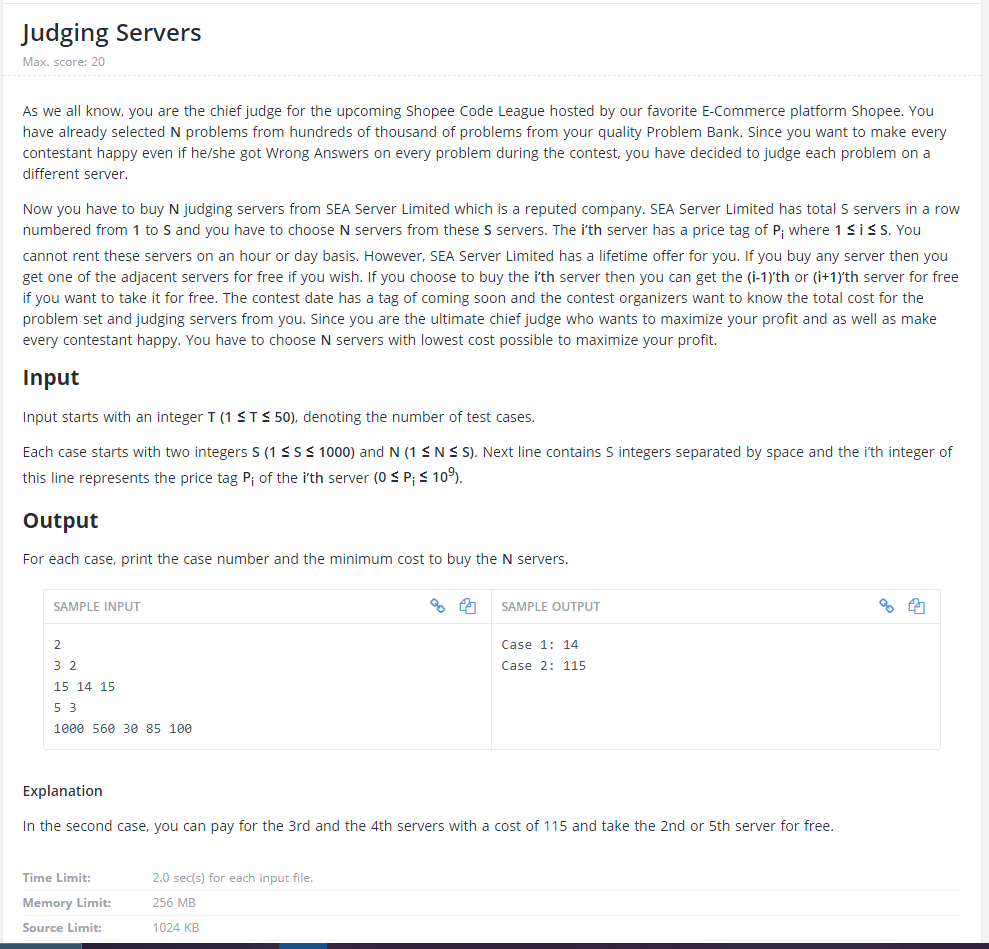 Judging Servers
Max. score: 20
As we all know, you are the chief judge for the upcoming Shopee Code League hosted by our favorite E-Commerce platform Shopee. You
have already selected N problems from hundreds of thousand of problems from your quality Problem Bank. Since you want to make every
contestant happy even if he/she got Wrong Answers on every problem during the contest, you have decided to judge each problem on a
different server.
Now you have to buy N judging servers from SEA Server Limited which is a reputed company. SEA Server Limited has total S servers in a row
numbered from 1 to S and you have to choose N servers from these S servers. The i'th server has a price tag of Pi where 1 ≤ i ≤ S. You
cannot rent these servers on an hour or day basis. However, SEA Server Limited has a lifetime offer for you. If you buy any server then you
get one of the adjacent servers for free if you wish. If you choose to buy the i'th server then you can get the (i-1)'th or (i+1)'th server for free
if you want to take it for free. The contest date has a tag of coming soon and the contest organizers want to know the total cost for the
problem set and judging servers from you. Since you are the ultimate chief judge who wants to maximize your profit and as well as make
every contestant happy. You have to choose N servers with lowest cost possible to maximize your profit.
Input
Input starts with an integer T (1 ≤ T ≤ 50), denoting the number of test cases.
Each case starts with two integers S (1 ≤ S ≤ 1000) and N (1 ≤ N ≤ S). Next line contains S integers separated by space and the i'th integer of
this line represents the price tag Pi of the i'th server (0 ≤ Pi ≤ 10^9).
Output
For each case, print the case number and the minimum cost to buy the N servers.
SAMPLE INPUT
2
3 2
15 14 15
5 3
1000 560 30 85 100
SAMPLE OUTPUT
Case 1: 14
Case 2: 115
Explanation
In the second case, you can pay for the 3rd and the 4th servers with a cost of 115 and take the 2nd or 5th server for free.
Time Limit: 2.0 sec(s) for each input file.
Memory Limit: 256 MB
Source Limit: 1024 KB